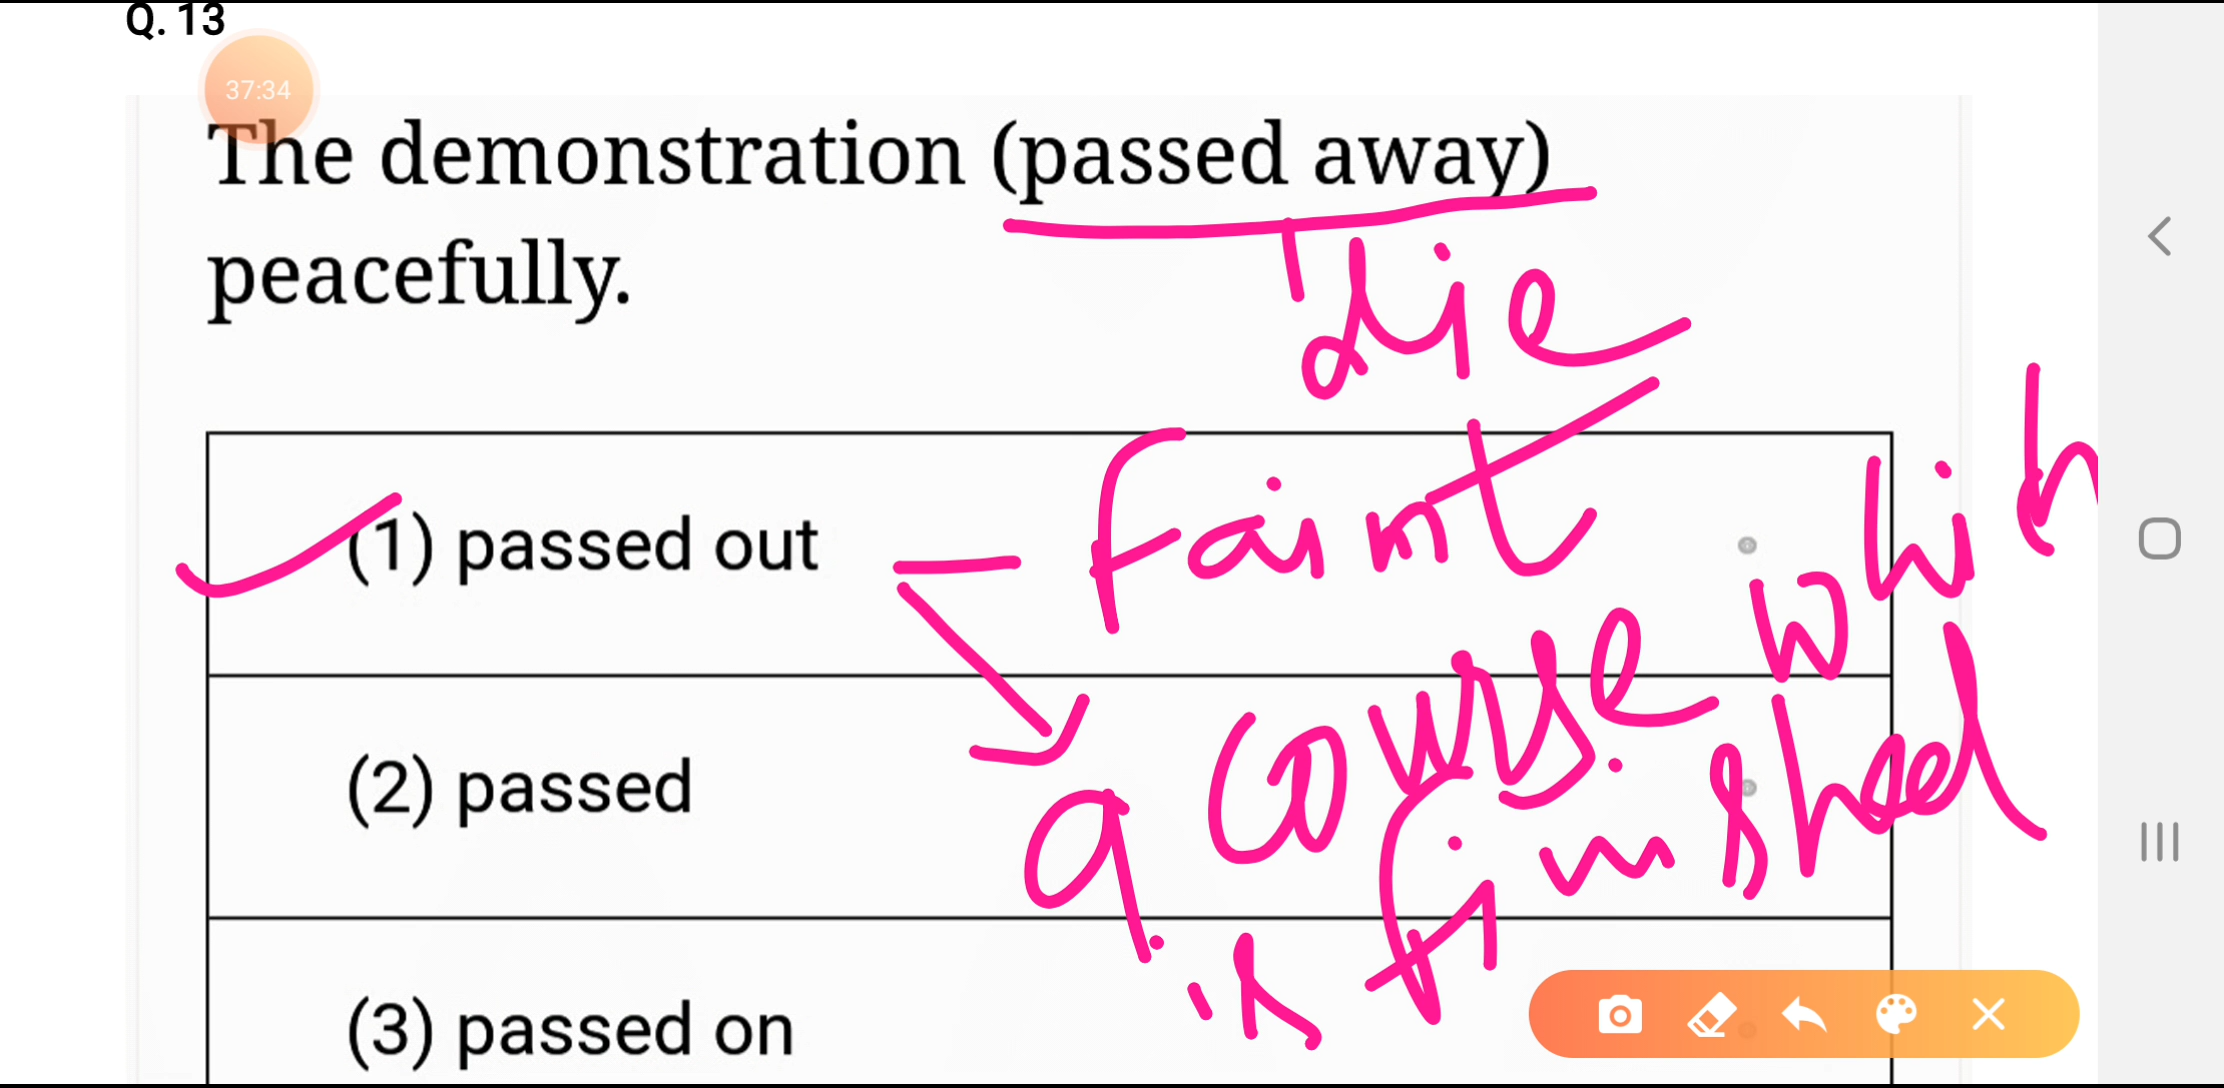 Q. 13
37:34
The demonstration (passed away)
peacefully.
die
(1) passed out
faint
a course which
(2) passed
is finished
(3) passed on